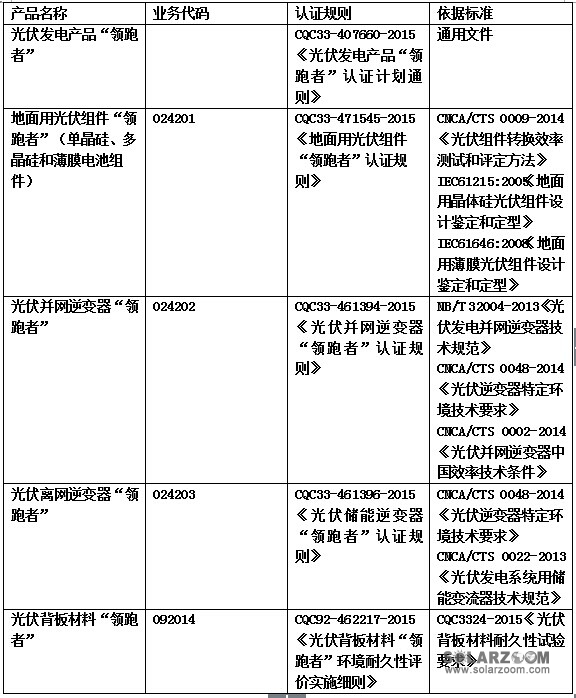 产品名称 业务代码 认证规则 依据标准
光伏发电产品“领跑者”
CQC33-407660-2015
《光伏发电产品“领
跑者”认证计划通
则》
通用文件
地面用光伏组件“领
跑者”（单晶硅、多
晶硅和薄膜电池组
件）
024201
CQC33-471545-2015
《地面用光伏组件
“领跑者”认证规
则》
CNCA/CTS 0009-2014
《光伏组件转换效率
测试和评定方法》
IEC61215:2005《地面
用晶体硅光伏组件设
计鉴定和定型》
IEC61646:2008《地面
用薄膜光伏组件设计
鉴定和定型》
光伏并网逆变器“领
跑者”
024202
CQC33-461394-2015
《光伏并网逆变器
“领跑者”认证规
则》
NB/T 32004-2013《光
伏发电并网逆变器技
术规范》
CNCA/CTS 0048-2014
《光伏逆变器特定环
境技术要求》
CNCA/CTS 0002-2014
《光伏并网逆变器中
国效率技术条件》
光伏离网逆变器“领
跑者”
024203
CQC33-461396-2015
《光伏储能逆变器
“领跑者”认证规
则》
CNCA/CTS 0048-2014
《光伏逆变器特定环
境技术要求》
CNCA/CTS 0022-2013
《光伏发电系统用储
能变流器技术规范》
光伏背板材料“领跑
者”
092014
CQC92-462217-2015
《光伏背板材料“领
跑者”环境耐久性评
价实施细则》
CQC3324-2015《光伏
背板材料耐久性试验
要求》
SOLARZOOM
www.solarzoom.com